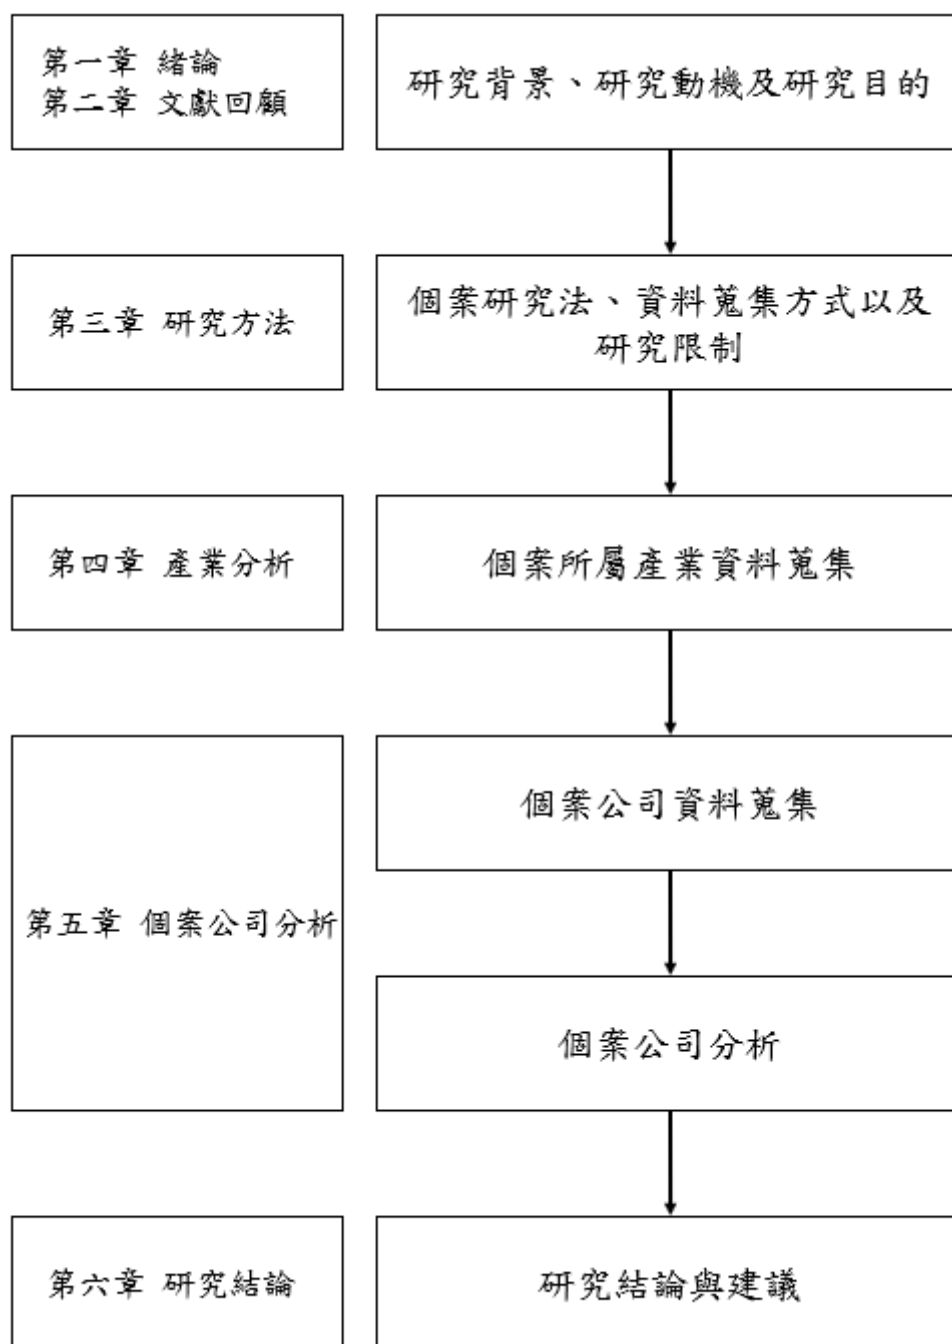 第一章 緒論
第二章 文獻回顧
研究背景、研究動機及研究目的
第三章 研究方法
個案研究法、資料蒐集方式以及
研究限制
第四章 產業分析
個案所屬產業資料蒐集
個案公司資料蒐集
第五章 個案公司分析
個案公司分析
第六章 研究結論
研究結論與建議